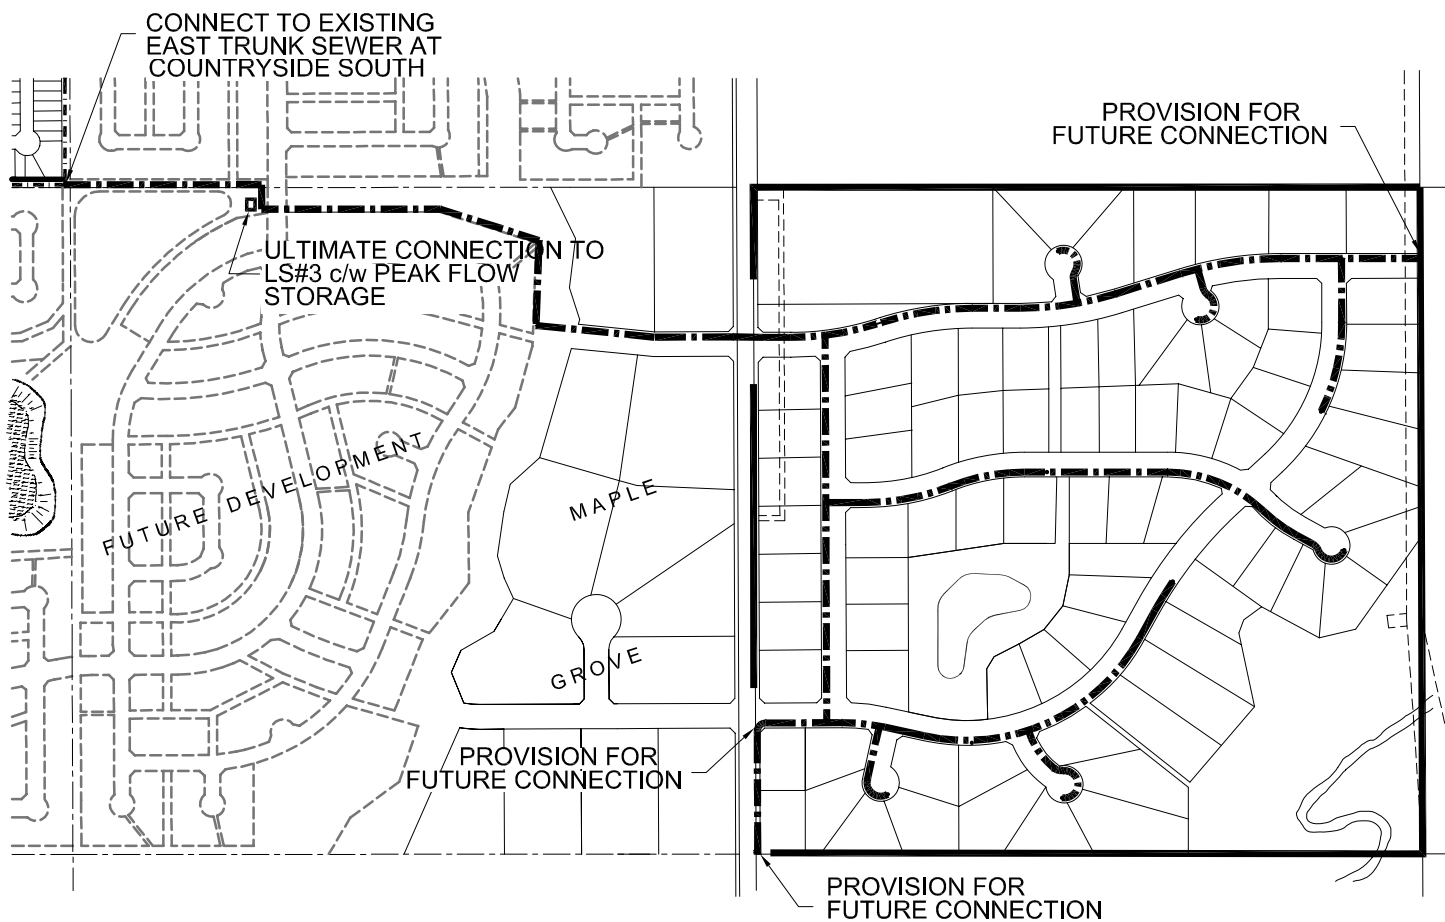 CONNECT TO EXISTING
EAST TRUNK SEWER AT
COUNTRYSIDE SOUTH
PROVISION FOR
FUTURE CONNECTION
ULTIMATE CONNECTION TO
LS#3 c/w PEAK FLOW
STORAGE
FUTURE DEVELOPMENT
MAPLE
GROVE
PROVISION FOR
FUTURE CONNECTION
PROVISION FOR
FUTURE CONNECTION